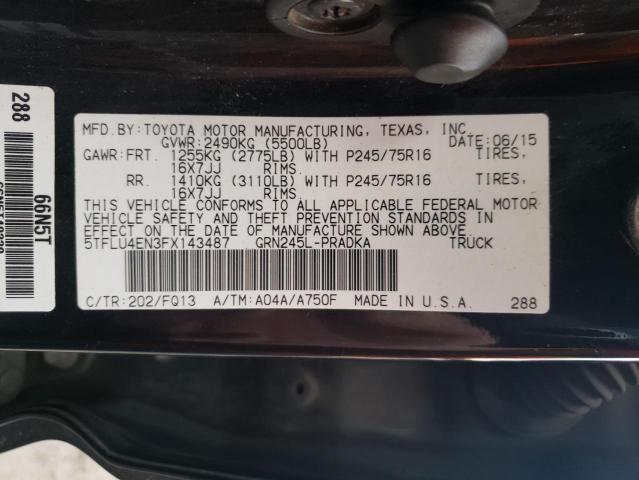 MFD.BY:TOYOTA MOTOR MANUFACTURING, TEXAS, INC.
GVWR:2490KG (5500LB) DATE:06/15
GAWR:FRT. 1255KG (2775LB) WITH P245/75R16 TIRES,
16X7JJ RIMS.
RR. 1410KG (3110LB) WITH P245/75R16 TIRES,
16X7JJ RIMS.
THIS VEHICLE CONFORMS TO ALL APPLICABLE FEDERAL MOTOR
VEHICLE SAFETY AND THEFT PREVENTION STANDARDS IN
EFFECT ON THE DATE OF MANUFACTURE SHOWN ABOVE.
5TFLU4EN3FX143487 GRN245L-PRADKA TRUCK
C/TR:202/FQ13 A/TM:A04A/A750F MADE IN U.S.A. 288
288
66N5T